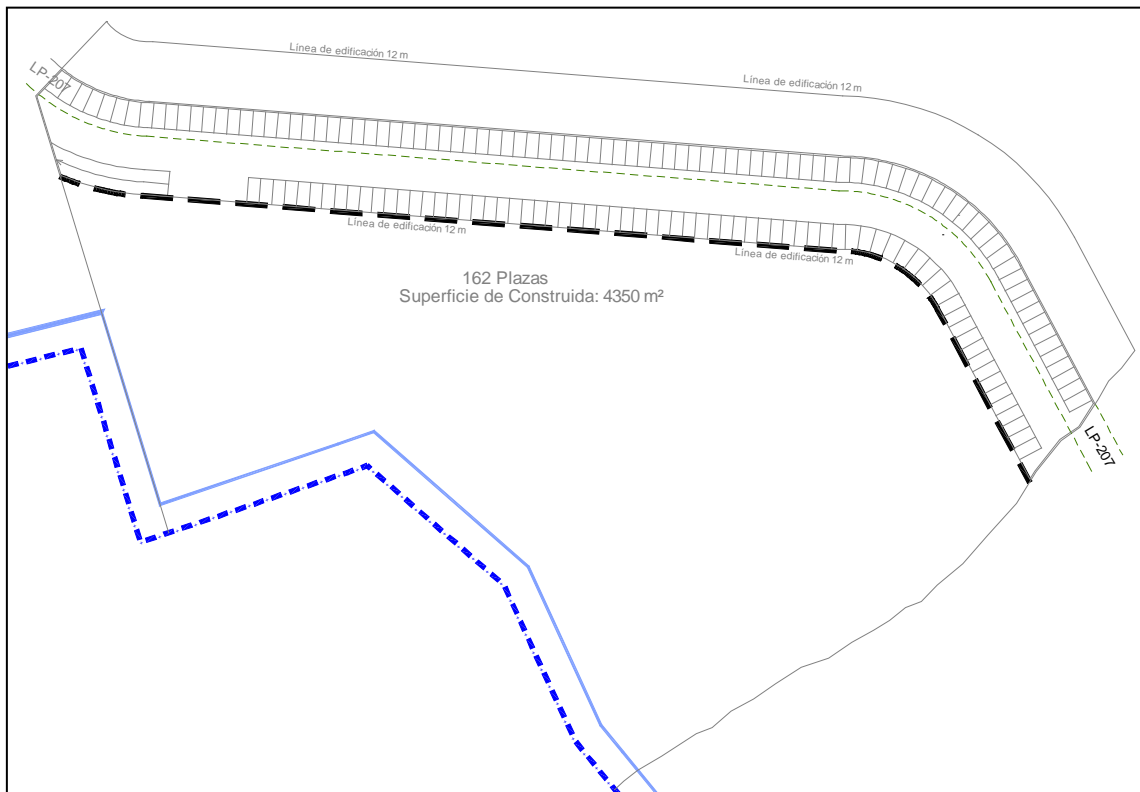 Línea de edificación 12 m
LP-207
Línea de edificación 12 m
Línea de edificación 12 m
Línea de edificación 12 m
162 Plazas
Superficie de Construida: 4350 m²
LP-207